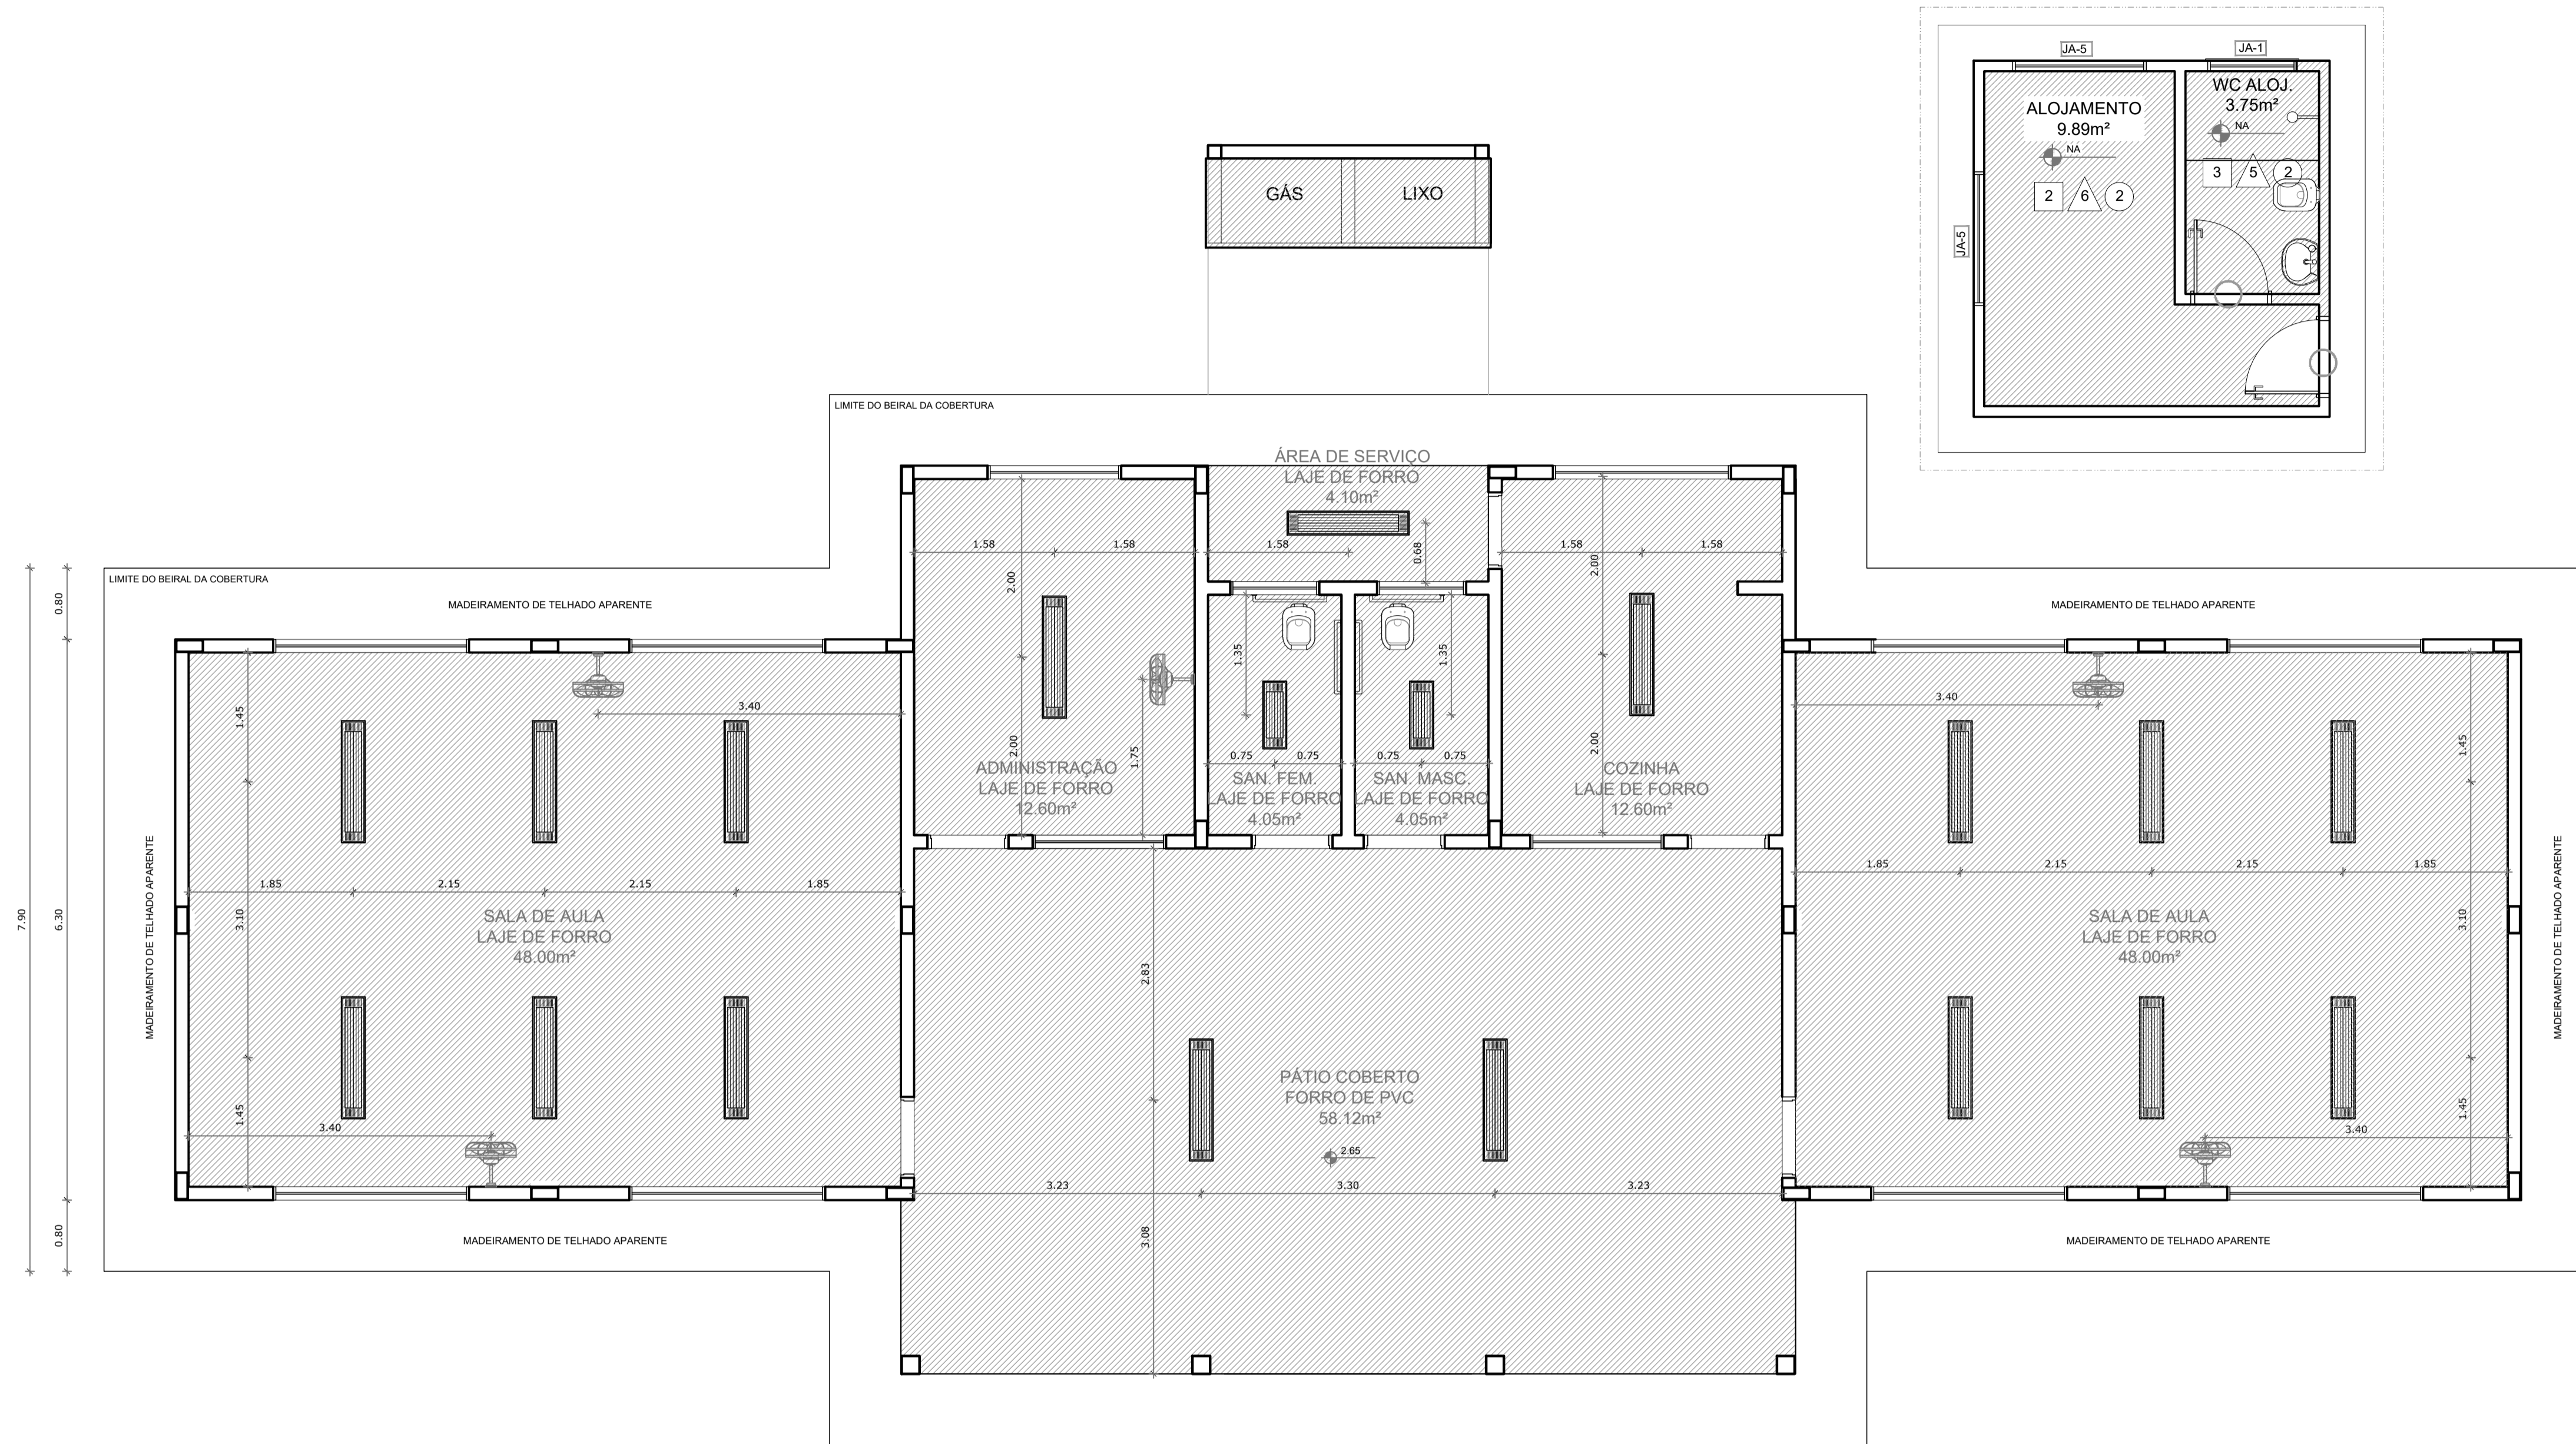 JA-5
JA-1
WC ALOJ.
3.75m²
NA
ALOJAMENTO
9.89m²
NA
3
5
2
2
6
2
JA-5
GÁS
LIXO
LIMITE DO BEIRAL DA COBERTURA
ÁREA DE SERVIÇO
LAJE DE FORRO
4.10m²
1.58
1.58
1.58
0.68
1.58
1.58
2.00
2.00
LIMITE DO BEIRAL DA COBERTURA
MADEIRAMENTO DE TELHADO APARENTE
MADEIRAMENTO DE TELHADO APARENTE
0.80
1.35
1.35
3.40
3.40
1.45
1.45
2.00
1.75
2.00
0.75
0.75
0.75
0.75
ADMINISTRAÇÃO
LAJE DE FORRO
12.60m²
SAN. FEM.
LAJE DE FORRO
4.05m²
SAN. MASC.
LAJE DE FORRO
4.05m²
COZINHA
LAJE DE FORRO
12.60m²
1.85
2.15
2.15
1.85
1.85
2.15
2.15
1.85
7.90
6.30
MADEIRAMENTO DE TELHADO APARENTE
3.10
SALA DE AULA
LAJE DE FORRO
48.00m²
2.83
SALA DE AULA
LAJE DE FORRO
48.00m²
3.10
MADEIRAMENTO DE TELHADO APARENTE
PÁTIO COBERTO
FORRO DE PVC
58.12m²
2.65
1.45
3.40
1.45
3.40
3.23
3.30
3.23
0.80
3.08
MADEIRAMENTO DE TELHADO APARENTE
MADEIRAMENTO DE TELHADO APARENTE